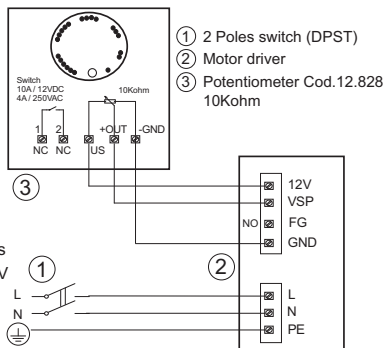 1 2 Poles switch (DPST)
2 Motor driver
3 Potentiometer Cod.12.828
10Kohm
Switch
10A / 12VDC
4A / 250VAC
10Kohm
1 2 +OUT -GND
NC NC US
3
12V
VSP
NO FG
GND
2
s
V 1
L
N
L
N
PE